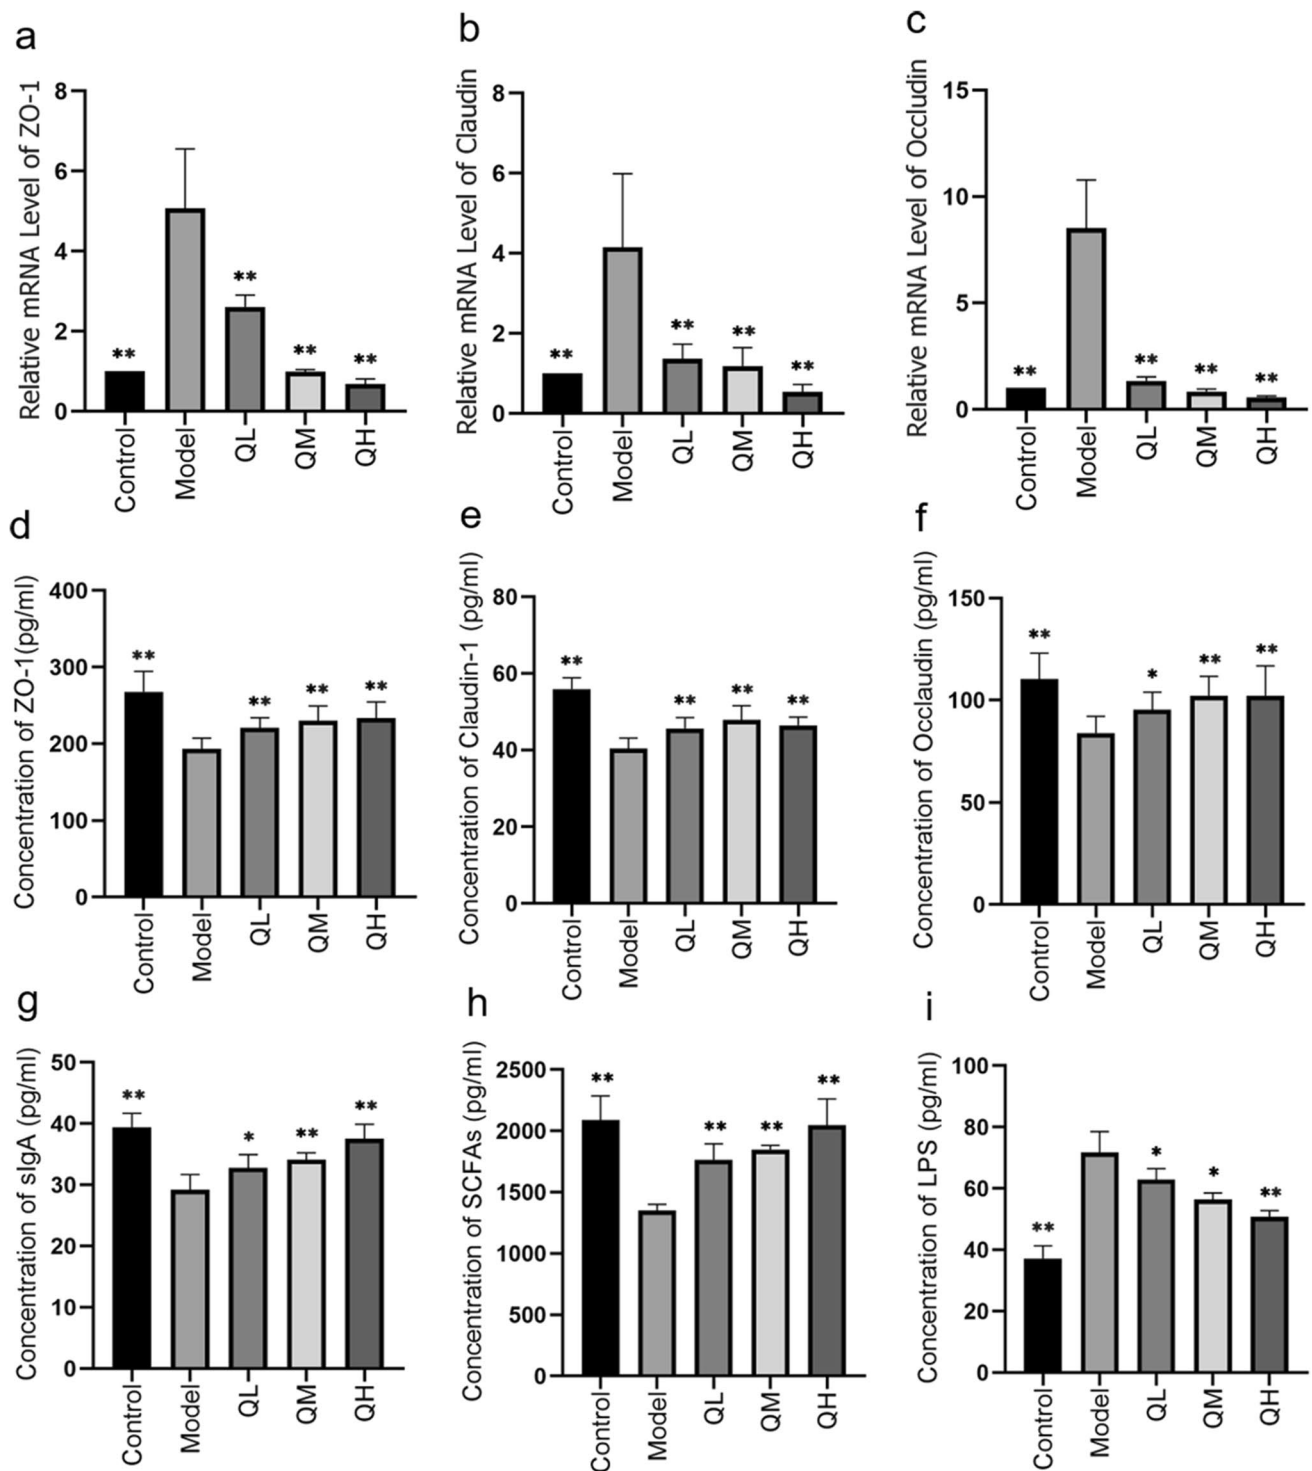 a
Relative mRNA Level of ZO-1
8
6
4
2
0
** ** ** **
Control Model QL QM QH
b
Relative mRNA Level of Claudin
8
6
4
2
0
** ** ** **
Control Model QL QM QH
c
Relative mRNA Level of Occludin
15
10
5
0
** ** ** **
Control Model QL QM QH
d
Concentration of ZO-1(pg/ml)
400
300
200
100
0
** ** ** **
Control Model QL QM QH
e
Concentration of Claudin-1 (pg/ml)
80
60
40
20
0
** ** ** **
Control Model QL QM QH
f
Concentration of Occlaudin (pg/ml)
150
100
50
0
** * ** **
Control Model QL QM QH
g
Concentration of sIgA (pg/ml)
50
40
30
20
10
0
** * ** **
Control Model QL QM QH
h
Concentration of SCFAs (pg/ml)
2500
2000
1500
1000
500
0
** ** ** **
Control Model QL QM QH
i
Concentration of LPS (pg/ml)
100
80
60
40
20
0
** * * **
Control Model QL QM QH